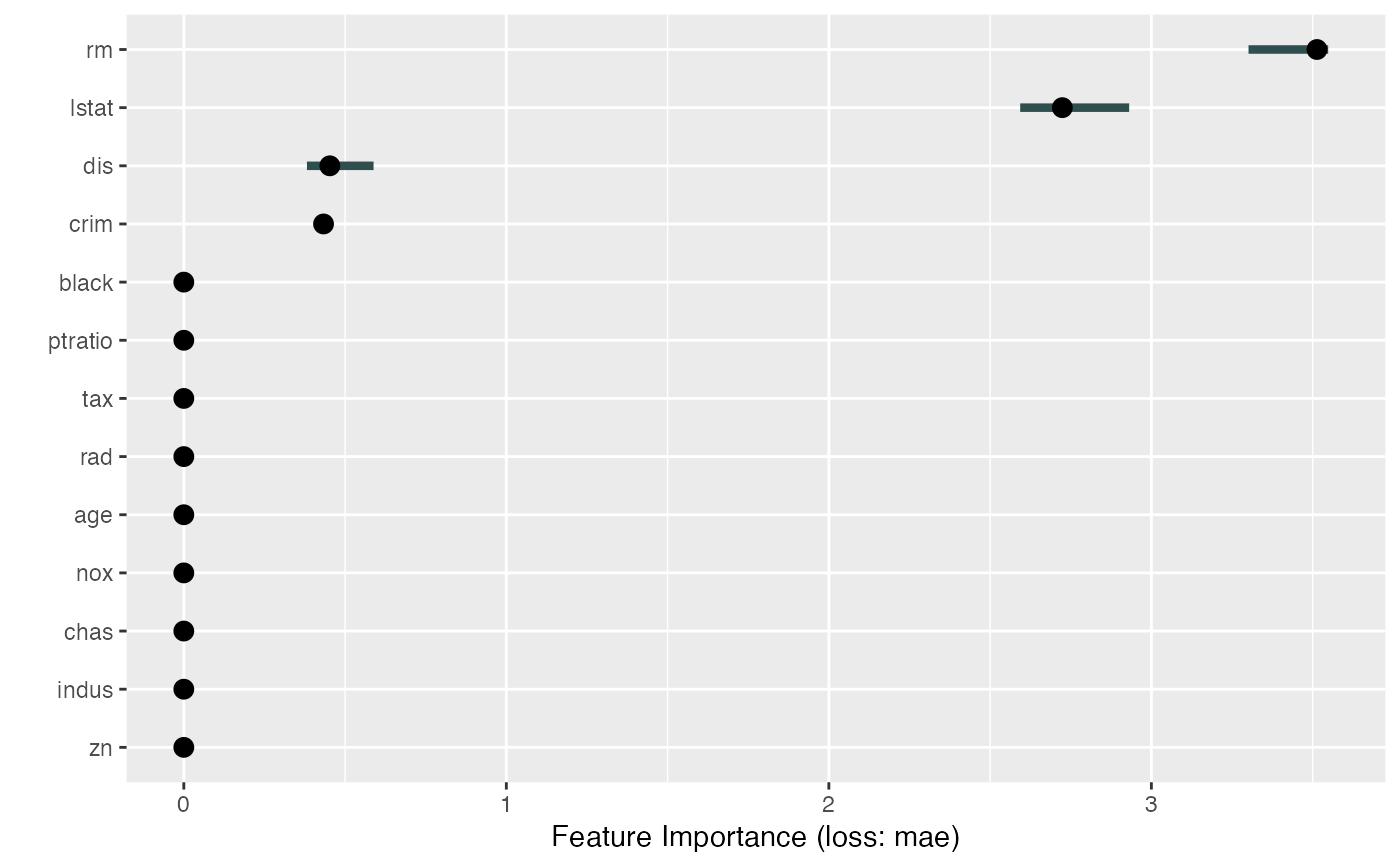 rm
lstat
dis
crim
black
ptratio
tax
rad
age
nox
chas
indus
zn
0 1 2 3
Feature Importance (loss: mae)